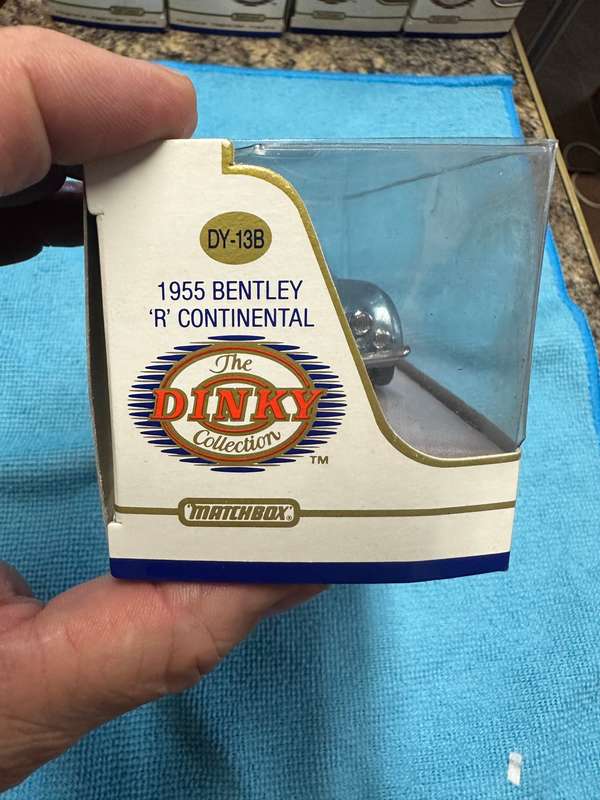 DY-13B
1955 BENTLEY
'R' CONTINENTAL
The
DINKY
Collection
TM
MATCHBOX®